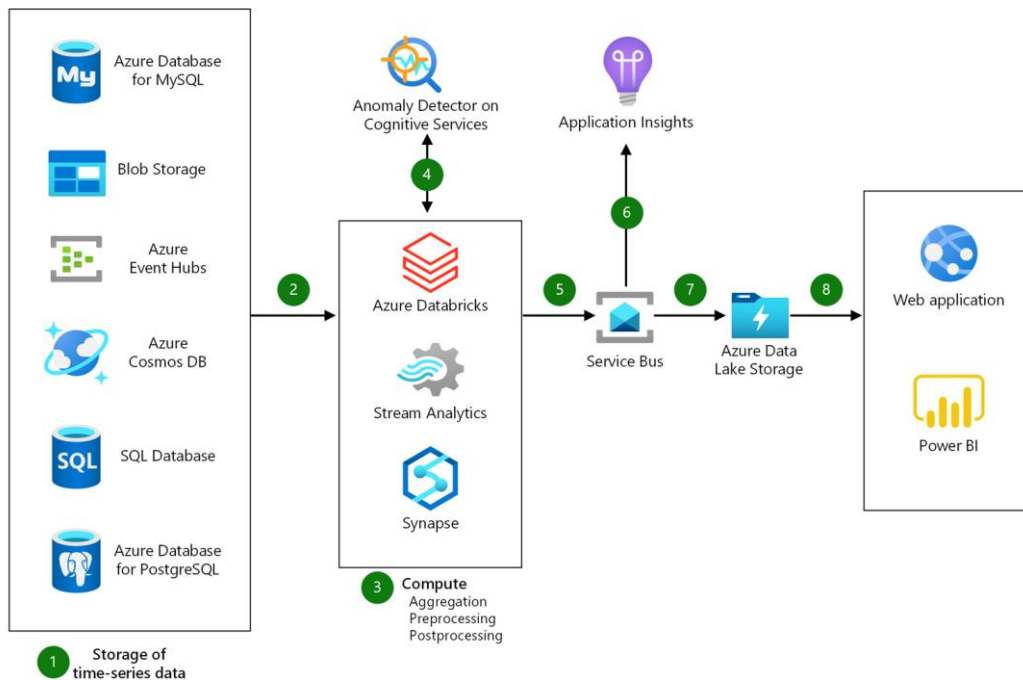 My
Azure Database
for MySQL
Blob Storage
Azure
Event Hubs
Azure
Cosmos DB
SQL
SQL Database
Azure Database
for PostgreSQL
1
Storage of
time-series data
2
Anomaly Detector on
Cognitive Services
4
Azure Databricks
Stream Analytics
Synapse
3
Compute
Aggregation
Preprocessing
Postprocessing
5
Application Insights
6
Service Bus
7
Azure Data
Lake Storage
8
Web application
Power BI